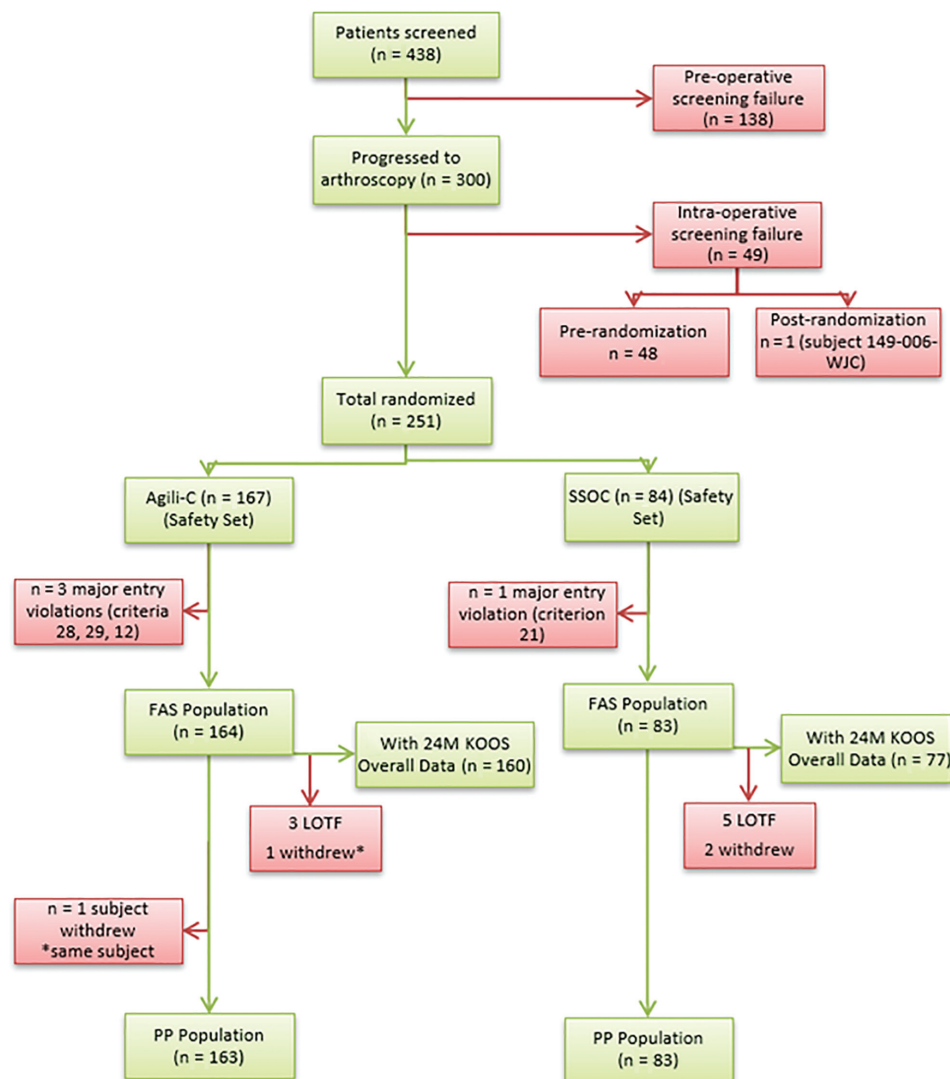 Patients screened
(n = 438)
Pre-operative
screening failure
(n = 138)
Progressed to
arthroscopy (n = 300)
Intra-operative
screening failure
(n = 49)
Pre-randomization
n = 48
Post-randomization
n = 1 (subject 149-006-
WJC)
Total randomized
(n = 251)
Agili-C (n = 167)
(Safety Set)
SSOC (n = 84) (Safety
Set)
n = 3 major entry
violations (criteria
28, 29, 12)
n = 1 major entry
violation (criterion
21)
FAS Population
(n = 164)
With 24M KOOS
Overall Data (n = 160)
3 LOTF
1 withdrew*
FAS Population
(n = 83)
With 24M KOOS
Overall Data (n = 77)
5 LOTF
2 withdrew
n = 1 subject
withdrew
*same subject
PP Population
(n = 163)
PP Population
(n = 83)